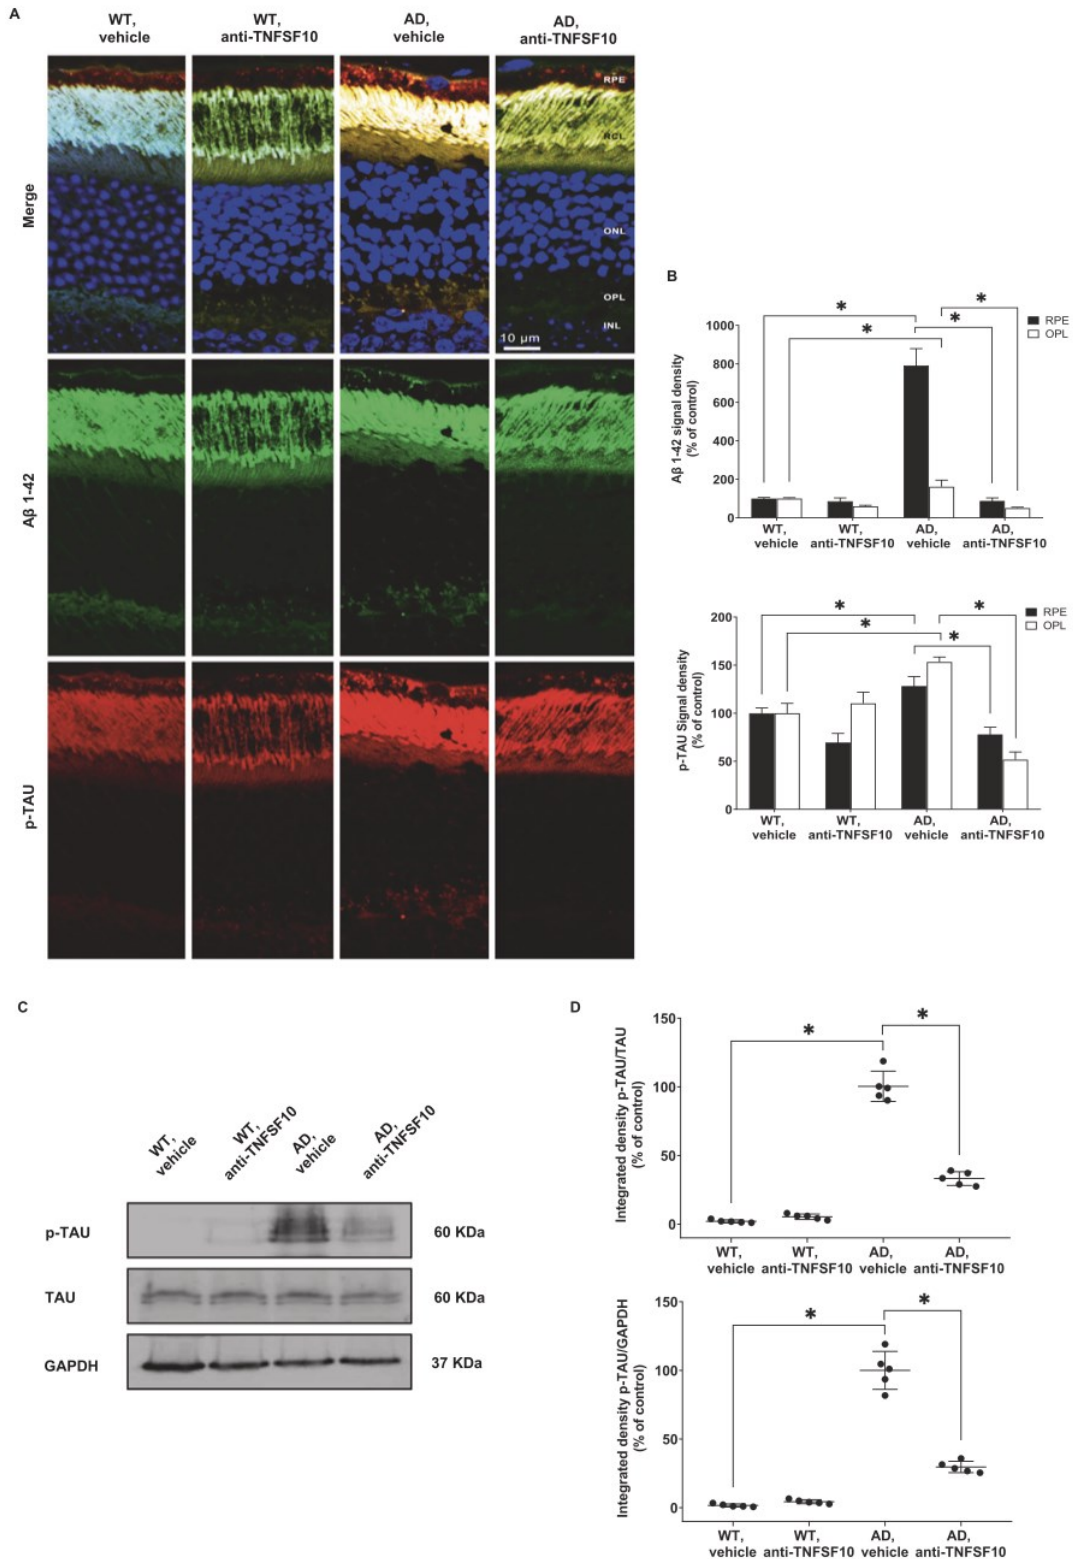 A
WT,
vehicle
WT,
anti-TNFSF10
AD,
vehicle
AD,
anti-TNFSF10
Merge
RPE
RCL
ONL
OPL
INL
10 µm
Aβ 1-42
p-TAU
B
Aβ 1-42 signal density
(% of control)
1000
800
600
400
200
0
* * * *
RPE
OPL
WT,
vehicle
WT,
anti-TNFSF10
AD,
vehicle
AD,
anti-TNFSF10
p-TAU Signal density
(% of control)
200
150
100
50
0
* * * *
RPE
OPL
WT,
vehicle
WT,
anti-TNFSF10
AD,
vehicle
AD,
anti-TNFSF10
C
WT,
vehicle
WT,
anti-TNFSF10
AD,
vehicle
AD,
anti-TNFSF10
p-TAU 60 KDa
TAU 60 KDa
GAPDH 37 KDa
D
Integrated density p-TAU/TAU
(% of control)
150
100
50
0
* *
WT,
vehicle
WT,
anti-TNFSF10
AD,
vehicle
AD,
anti-TNFSF10
Integrated density p-TAU/GAPDH
(% of control)
150
100
50
0
* *
WT,
vehicle
WT,
anti-TNFSF10
AD,
vehicle
AD,
anti-TNFSF10